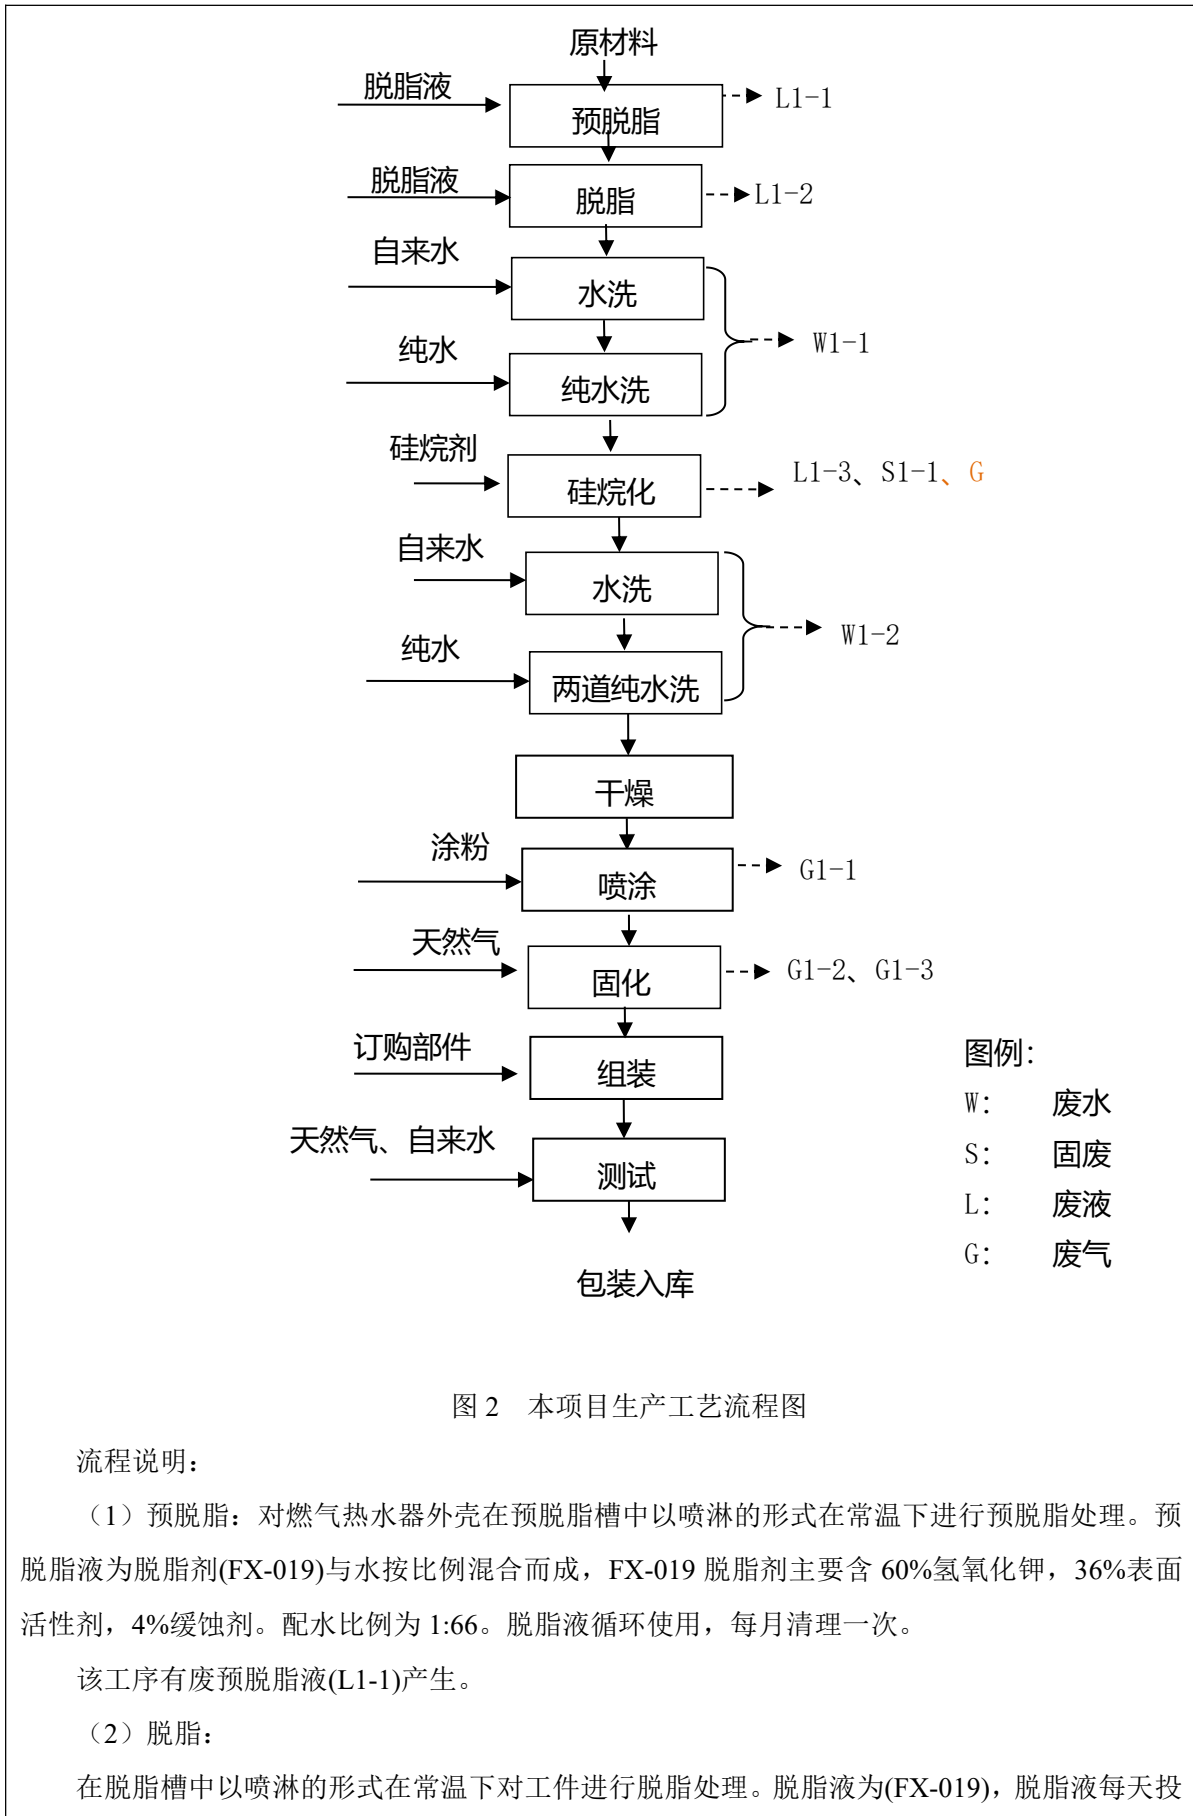 原材料
脱脂液
L1-1
预脱脂
脱脂液
L1-2
脱脂
自来水
水洗
W1-1
纯水
纯水洗
硅烷剂
硅烷化
L1-3、S1-1、G
自来水
水洗
W1-2
纯水
两道纯水洗
干燥
涂粉
喷涂
G1-1
天然气
固化
G1-2、G1-3
订购部件
组装
天然气、自来水
测试
包装入库
图例：
W： 废水
S： 固废
L： 废液
G： 废气
图 2 本项目生产工艺流程图
流程说明：
（1）预脱脂：对燃气热水器外壳在预脱脂槽中以喷淋的形式在常温下进行预脱脂处理。预
脱脂液为脱脂剂(FX-019)与水按比例混合而成，FX-019 脱脂剂主要含 60%氢氧化钾，36%表面
活性剂，4%缓蚀剂。配水比例为 1:66。脱脂液循环使用，每月清理一次。
该工序有废预脱脂液(L1-1)产生。
（2）脱脂：
在脱脂槽中以喷淋的形式在常温下对工件进行脱脂处理。脱脂液为(FX-019)，脱脂液每天投